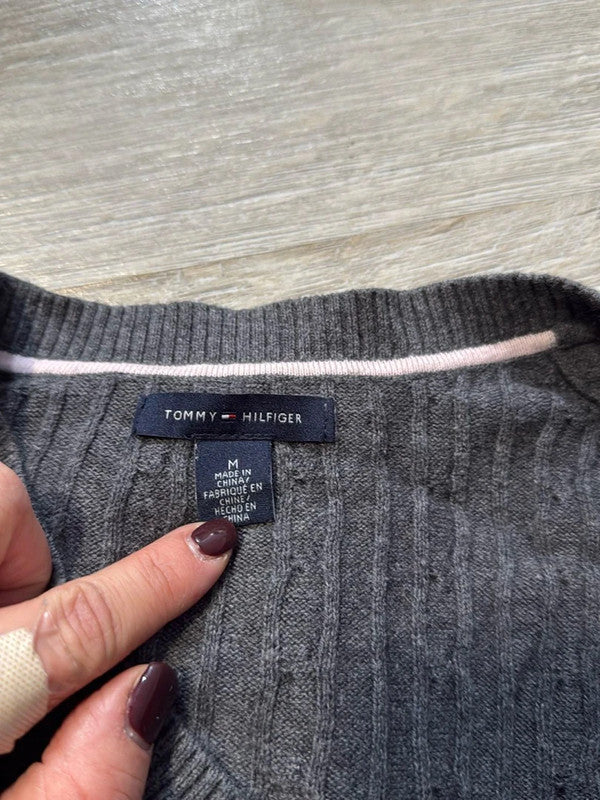 TOMMY HILFIGER
M
MADE IN
CHINA/
FABRIQUÉ EN
CHINE/
HECHO EN
CHINA